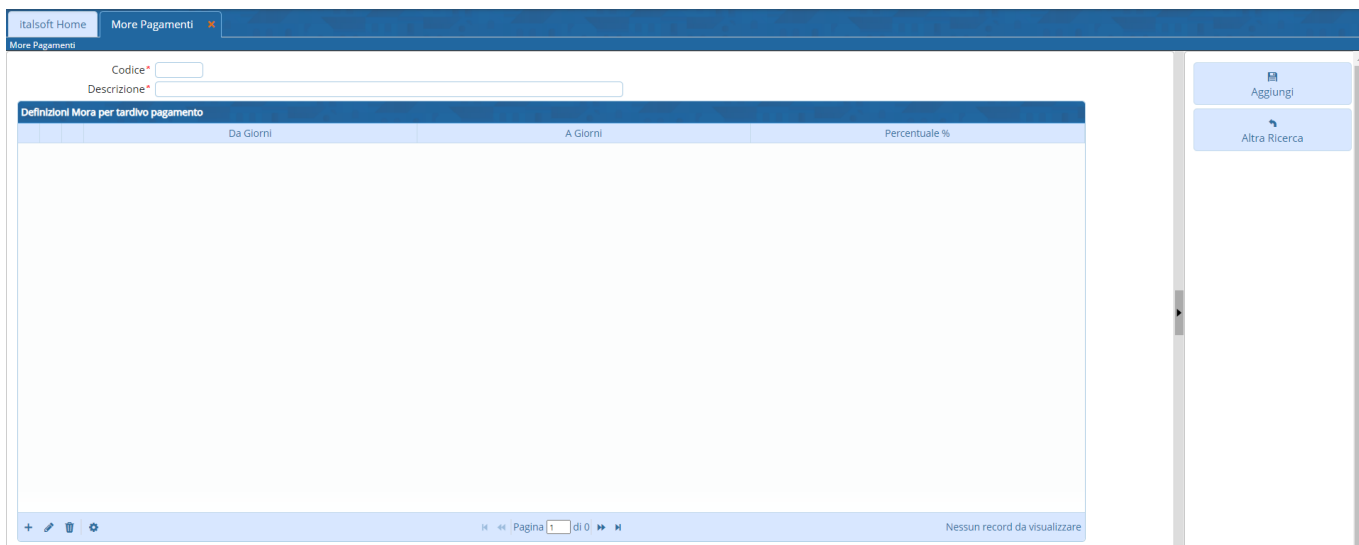 italsoft Home More Pagamenti
More Pagamenti
Codice*
Descrizione*
Definizioni Mora per tardivo pagamento
Da Giorni A Giorni Percentuale %
Pagina 1 di 0
Nessun record da visualizzare
Aggiungi
Altra Ricerca